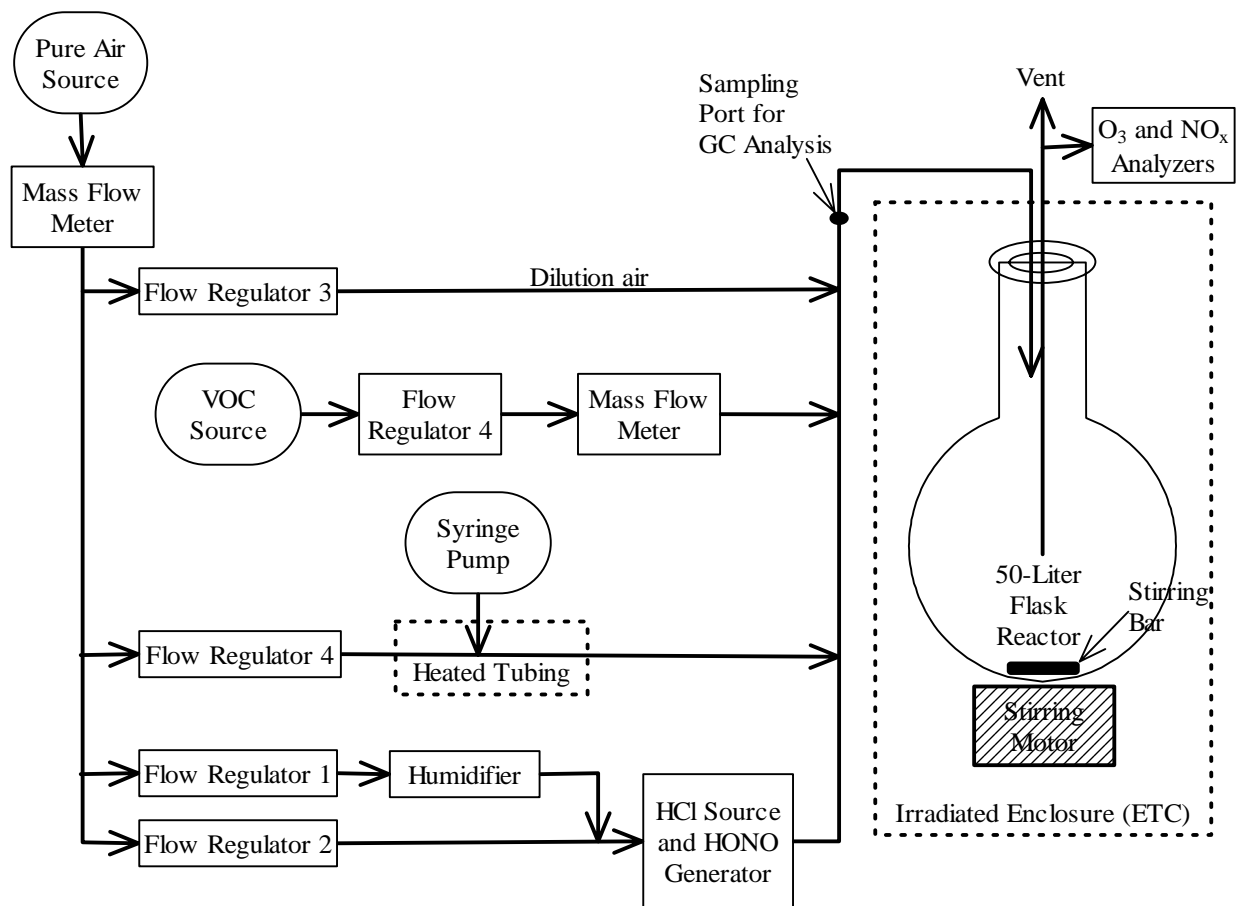 Pure Air
Source
Mass Flow
Meter
Sampling
Port for
GC Analysis
Vent
O3 and NOx
Analyzers
Flow Regulator 3
Dilution air
VOC
Source
Flow
Regulator 4
Mass Flow
Meter
Syringe
Pump
Flow Regulator 4
Heated Tubing
50-Liter
Flask
Reactor
Stirring
Bar
Stirring
Motor
Flow Regulator 1
Humidifier
Flow Regulator 2
HCl Source
and HONO
Generator
Irradiated Enclosure (ETC)